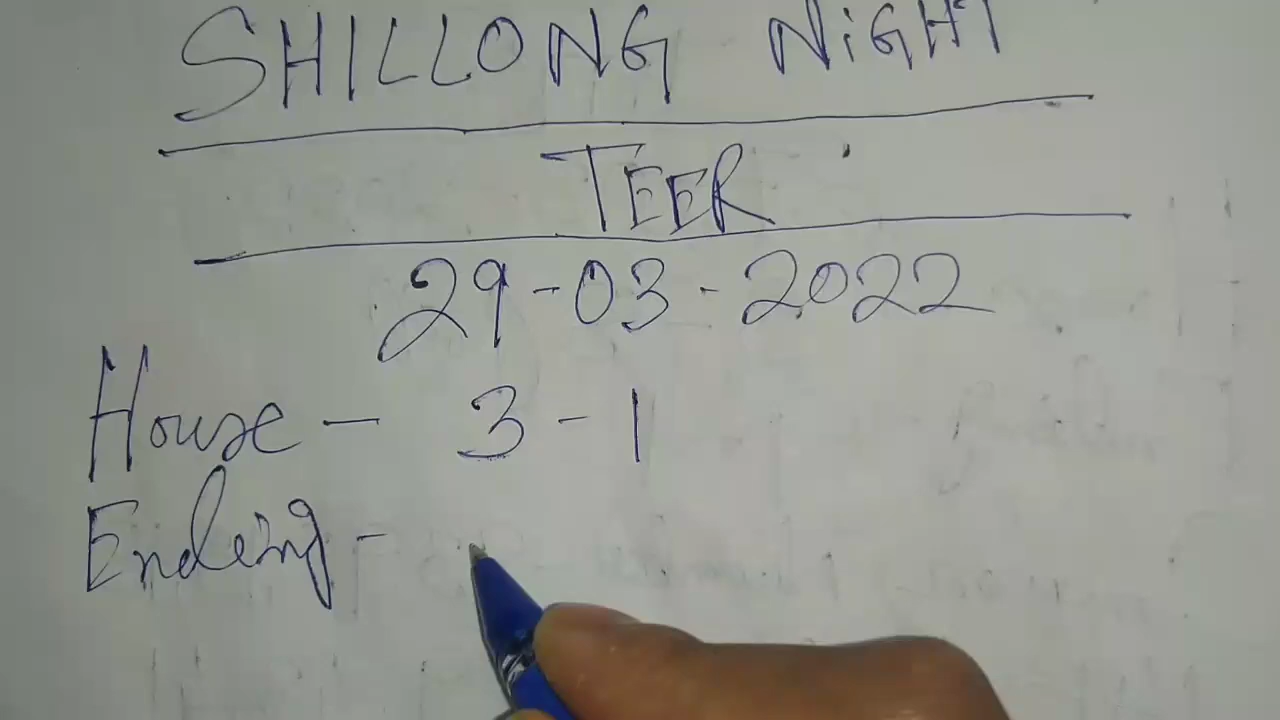 SHILLONG NiGHT
TEER
29-03-2022
House - 3 - 1
Ending -